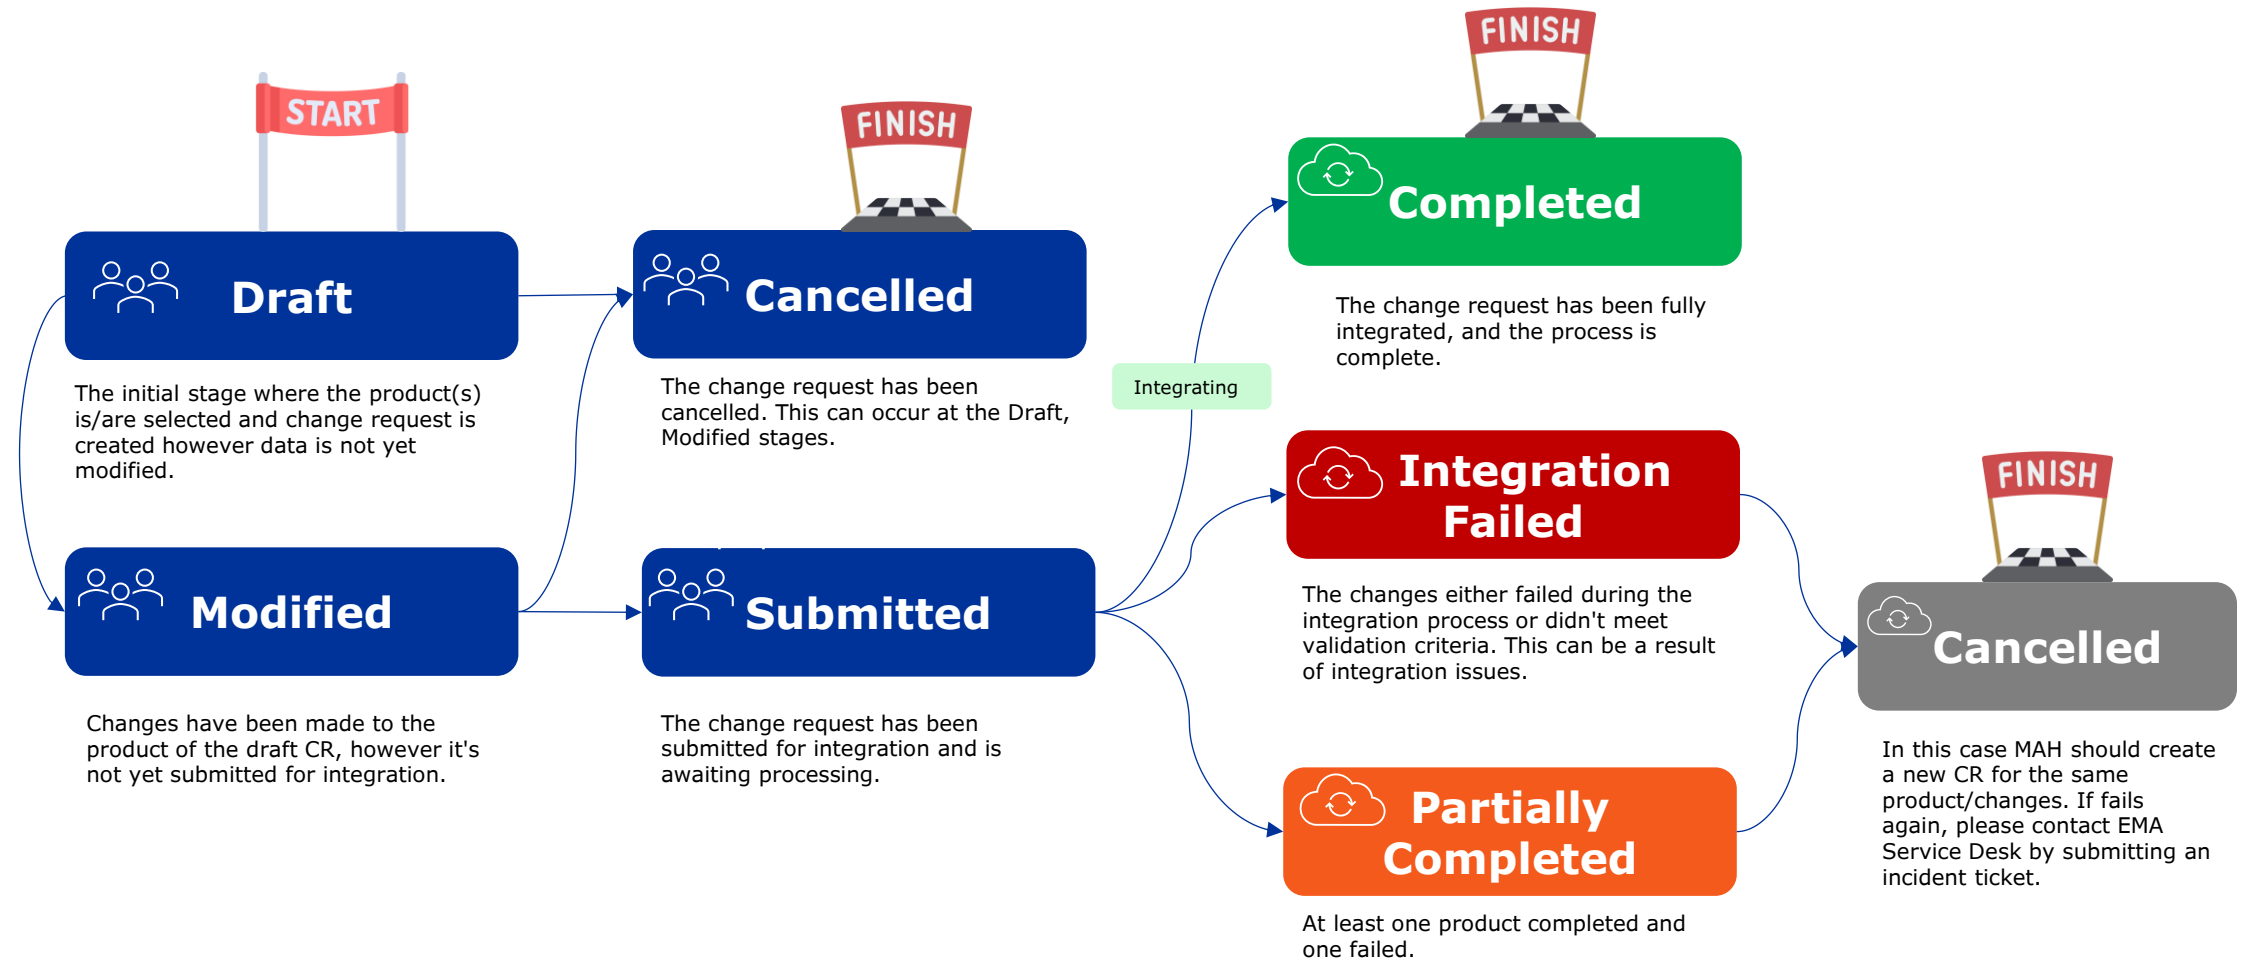 START
Draft
The initial stage where the product(s)
is/are selected and change request is
created however data is not yet
modified.
Modified
Changes have been made to the
product of the draft CR, however it's
not yet submitted for integration.
FINISH
Cancelled
The change request has been
cancelled. This can occur at the Draft,
Modified stages.
Submitted
The change request has been
submitted for integration and is
awaiting processing.
Integrating
FINISH
Completed
The change request has been fully
integrated, and the process is
complete.
Integration
Failed
The changes either failed during the
integration process or didn't meet
validation criteria. This can be a result
of integration issues.
Partially
Completed
At least one product completed and
one failed.
FINISH
Cancelled
In this case MAH should create
a new CR for the same
product/changes. If fails
again, please contact EMA
Service Desk by submitting an
incident ticket.